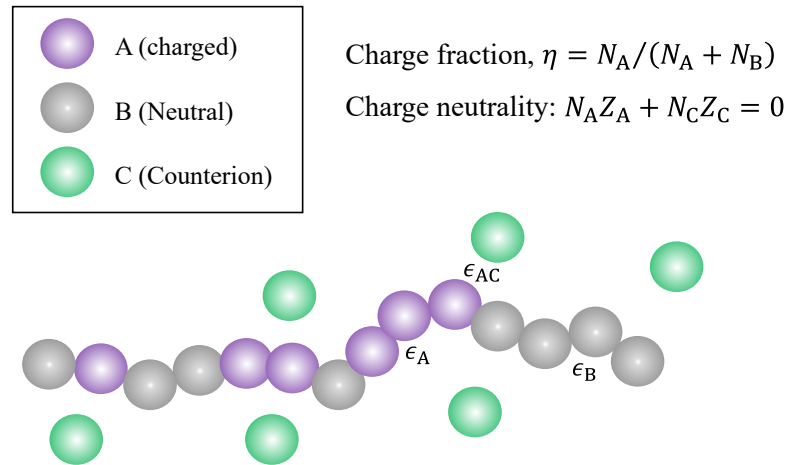 A (charged)
B (Neutral)
C (Counterion)
Charge fraction, η = N_A/(N_A + N_B)
Charge neutrality: N_A Z_A + N_C Z_C = 0
ϵ_AC
ϵ_A
ϵ_B